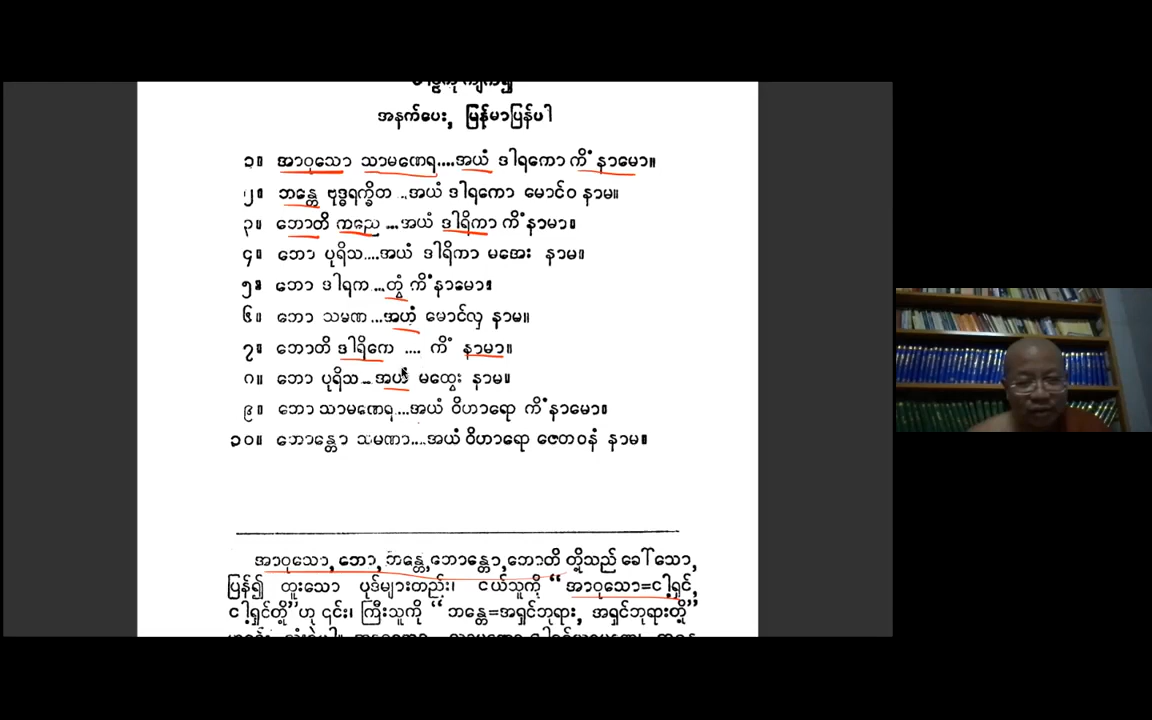 အနက်ပေး, မြန်မာပြန်ပါ
၁။ အာဝုသော သာမဏေရ....အယံ ဒါရကော ကိံ နာမော။
၂။ ဘန္တေ ဗုဒ္ဓရက္ခိတ ...အယံ ဒါရကော မောင်ဝ နာမ။
၃။ ဘောတိ ကညေ ...အယံ ဒါရိကာ ကိံ နာမာ။
၄။ ဘော ပုရိသ....အယံ ဒါရိကာ မအေး နာမ။
၅။ ဘော ဒါရက ...တွံ ကိံ နာမော။
၆။ ဘော သမဏ ...အဟံ မောင်လှ နာမ။
၇။ ဘောတိ ဒါရိကေ .... ကိံ နာမာ။
၈။ ဘော ပုရိသ ... အဟံ မထွေး နာမ။
၉။ ဘော သာမဏေရ...အယံ ဝိဟာရော ကိံ နာမော။
၁၀။ ဘောန္တော သမဏာ....အယံ ဝိဟာရော ဇေတဝနံ နာမ။
အာဝုသော, ဘော, ဘန္တေ, ဘောန္တော, ဘောတိ တို့သည် ခေါ်သော,
ပြန်၍ ထူးသော ပုဒ်များတည်း၊ ငယ်သူကို “အာဝုသော=ငါ့ရှင်,
ငါ့ရှင်တို့”ဟု ၎င်း၊ ကြီးသူကို “ ဘန္တေ=အရှင်ဘုရား, အရှင်ဘုရားတို့”